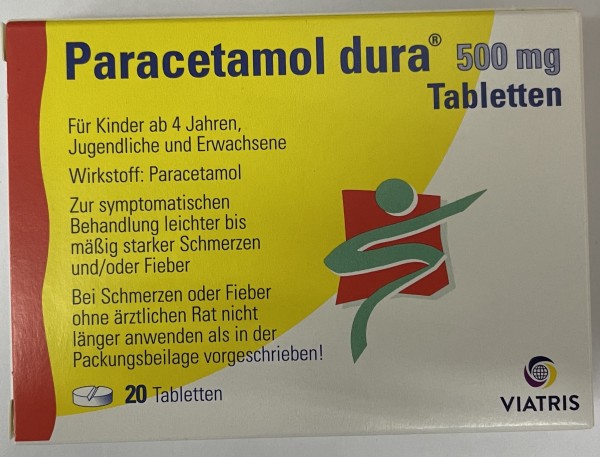 Paracetamol dura® 500 mg
Tabletten
Für Kinder ab 4 Jahren,
Jugendliche und Erwachsene
Wirkstoff: Paracetamol
Zur symptomatischen
Behandlung leichter bis
mäßig starker Schmerzen
und/oder Fieber
Bei Schmerzen oder Fieber
ohne ärztlichen Rat nicht
länger anwenden als in der
Packungsbeilage vorgeschrieben!
20 Tabletten
VIATRIS